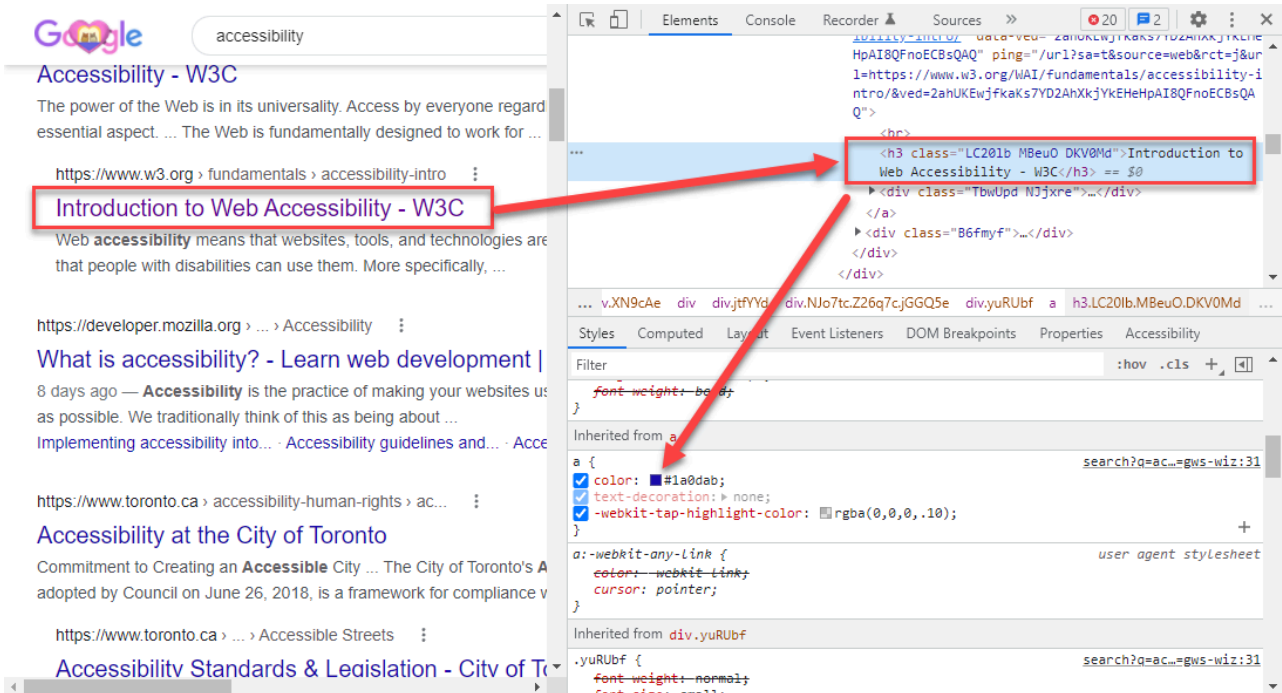 Google
accessibility
Accessibility - W3C
The power of the Web is in its universality. Access by everyone regard
essential aspect. ... The Web is fundamentally designed to work for ...
https://www.w3.org › fundamentals › accessibility-intro
Introduction to Web Accessibility - W3C
Web accessibility means that websites, tools, and technologies are
that people with disabilities can use them. More specifically, ...
https://developer.mozilla.org › ... › Accessibility
What is accessibility? - Learn web development |
8 days ago — Accessibility is the practice of making your websites us
as possible. We traditionally think of this as being about ...
Implementing accessibility into... · Accessibility guidelines and... · Acce
https://www.toronto.ca › accessibility-human-rights › ac...
Accessibility at the City of Toronto
Commitment to Creating an Accessible City ... The City of Toronto's A
adopted by Council on June 26, 2018, is a framework for compliance w
https://www.toronto.ca › ... › Accessible Streets
Accessibility Standards & Legislation - City of To
Elements Console Recorder Sources » 20 2
HpAI8QFnoECBsQAQ" ping="/url?sa=t&source=web&rct=j&ur
l=https://www.w3.org/WAI/fundamentals/accessibility-i
ntro/&ved=2ahUKEwjfkaKs7YD2AhXkjYkEHeHpAI8QFnoECBsQA
Q">
<br>
<h3 class="LC20lb MBeuO DKV0Md">Introduction to
Web Accessibility - W3C</h3> == $0
<div class="TbwUpd NJjxre">…</div>
</a>
<div class="B6fmyf">…</div>
</div>
</div>
... v.XN9cAe div div.jtfYYd div.NJo7tc.Z26q7c.jGGQ5e div.yuRUbf a h3.LC20lb.MBeuO.DKV0Md ...
Styles Computed Layout Event Listeners DOM Breakpoints Properties Accessibility
Filter :hov .cls +
font-weight: bold;
}
Inherited from a
a { search?q=ac…=gws-wiz:31
color: #1a0dab;
text-decoration: none;
-webkit-tap-highlight-color: rgba(0,0,0,.10);
}
a:-webkit-any-link { user agent stylesheet
color: -webkit-link;
cursor: pointer;
}
Inherited from div.yuRUbf
.yuRUbf { search?q=ac…=gws-wiz:31
font-weight: normal;
font-size: small;